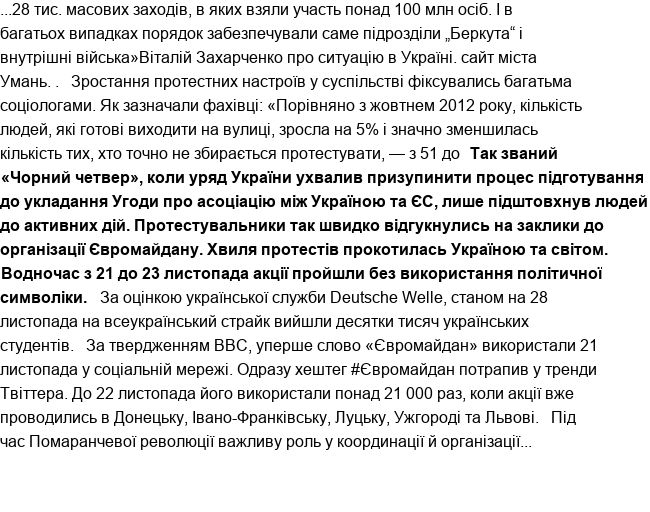 ...28 тис. масових заходів, в яких взяли участь понад 100 млн осіб. І в
багатьох випадках порядок забезпечували саме підрозділи „Беркута“ і
внутрішні війська»Віталій Захарченко про ситуацію в Україні. сайт міста
Умань. .   Зростання протестних настроїв у суспільстві фіксувались багатьма
соціологами. Як зазначали фахівці: «Порівняно з жовтнем 2012 року, кількість
людей, які готові виходити на вулиці, зросла на 5% і значно зменшилась
кількість тих, хто точно не збирається протестувати, — з 51 до   Так званий
«Чорний четвер», коли уряд України ухвалив призупинити процес підготування
до укладання Угоди про асоціацію між Україною та ЄС, лише підштовхнув людей
до активних дій. Протестувальники так швидко відгукнулись на заклики до
організації Євромайдану. Хвиля протестів прокотилась Україною та світом.
Водночас з 21 до 23 листопада акції пройшли без використання політичної
символіки.   За оцінкою української служби Deutsche Welle, станом на 28
листопада на всеукраїнський страйк вийшли десятки тисяч українських
студентів.   За твердженням BBC, уперше слово «Євромайдан» використали 21
листопада у соціальній мережі. Одразу хештег #Євромайдан потрапив у тренди
Твіттера. До 22 листопада його використали понад 21 000 раз, коли акції вже
проводились в Донецьку, Івано-Франківську, Луцьку, Ужгороді та Львові.   Під
час Помаранчевої революції важливу роль у координації й організації...